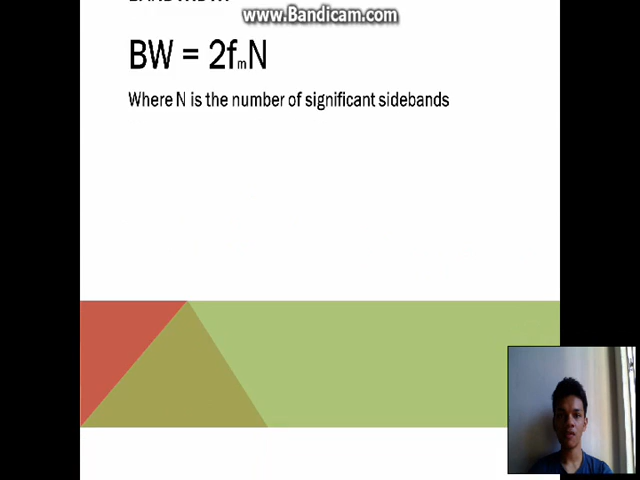 www.Bandicam.com
BW = 2fmN
Where N is the number of significant sidebands